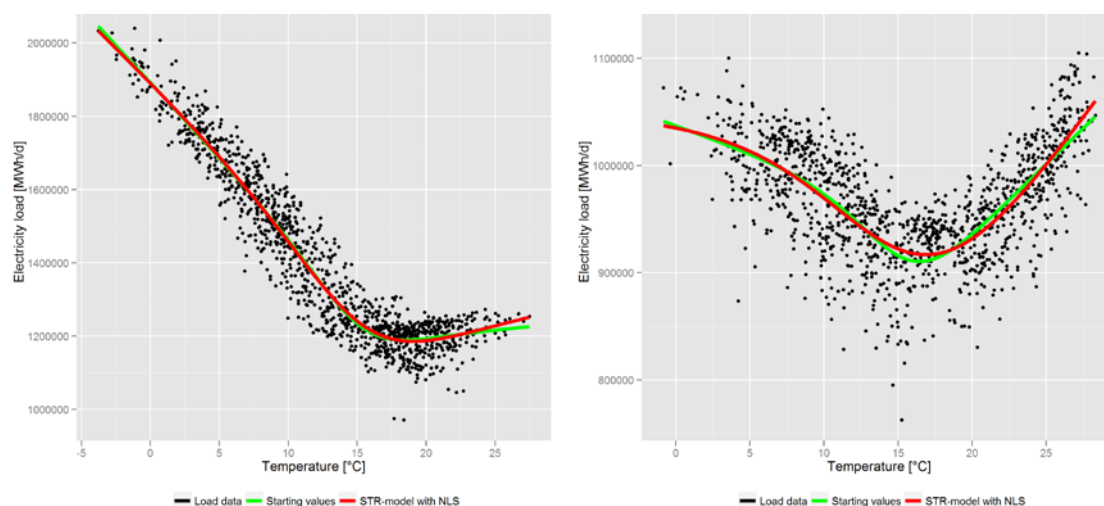 2000000
1800000
1600000
1400000
1200000
1000000
Electricity load [MWh/d]
-5 0 5 10 15 20 25
Temperature [°C]
Load data Starting values STR-model with NLS
1100000
1000000
900000
800000
Electricity load [MWh/d]
0 5 10 15 20 25
Temperature [°C]
Load data Starting values STR-model with NLS